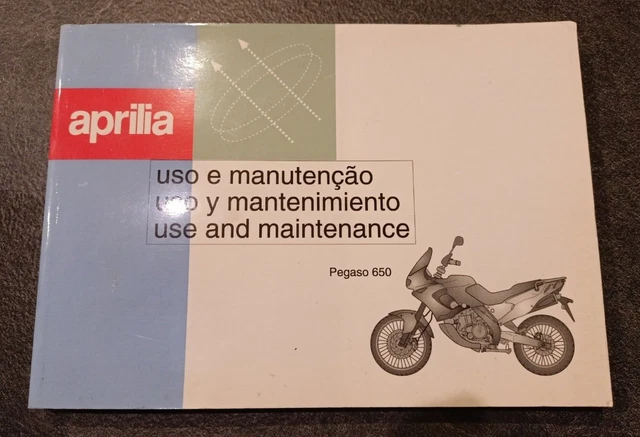 aprilia
uso e manutenção
uso y mantenimiento
use and maintenance
Pegaso 650